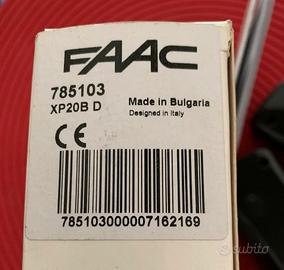 FAAC
785103
XP20B D
Made in Bulgaria
Designed in Italy
CE
785103000007162169
subito